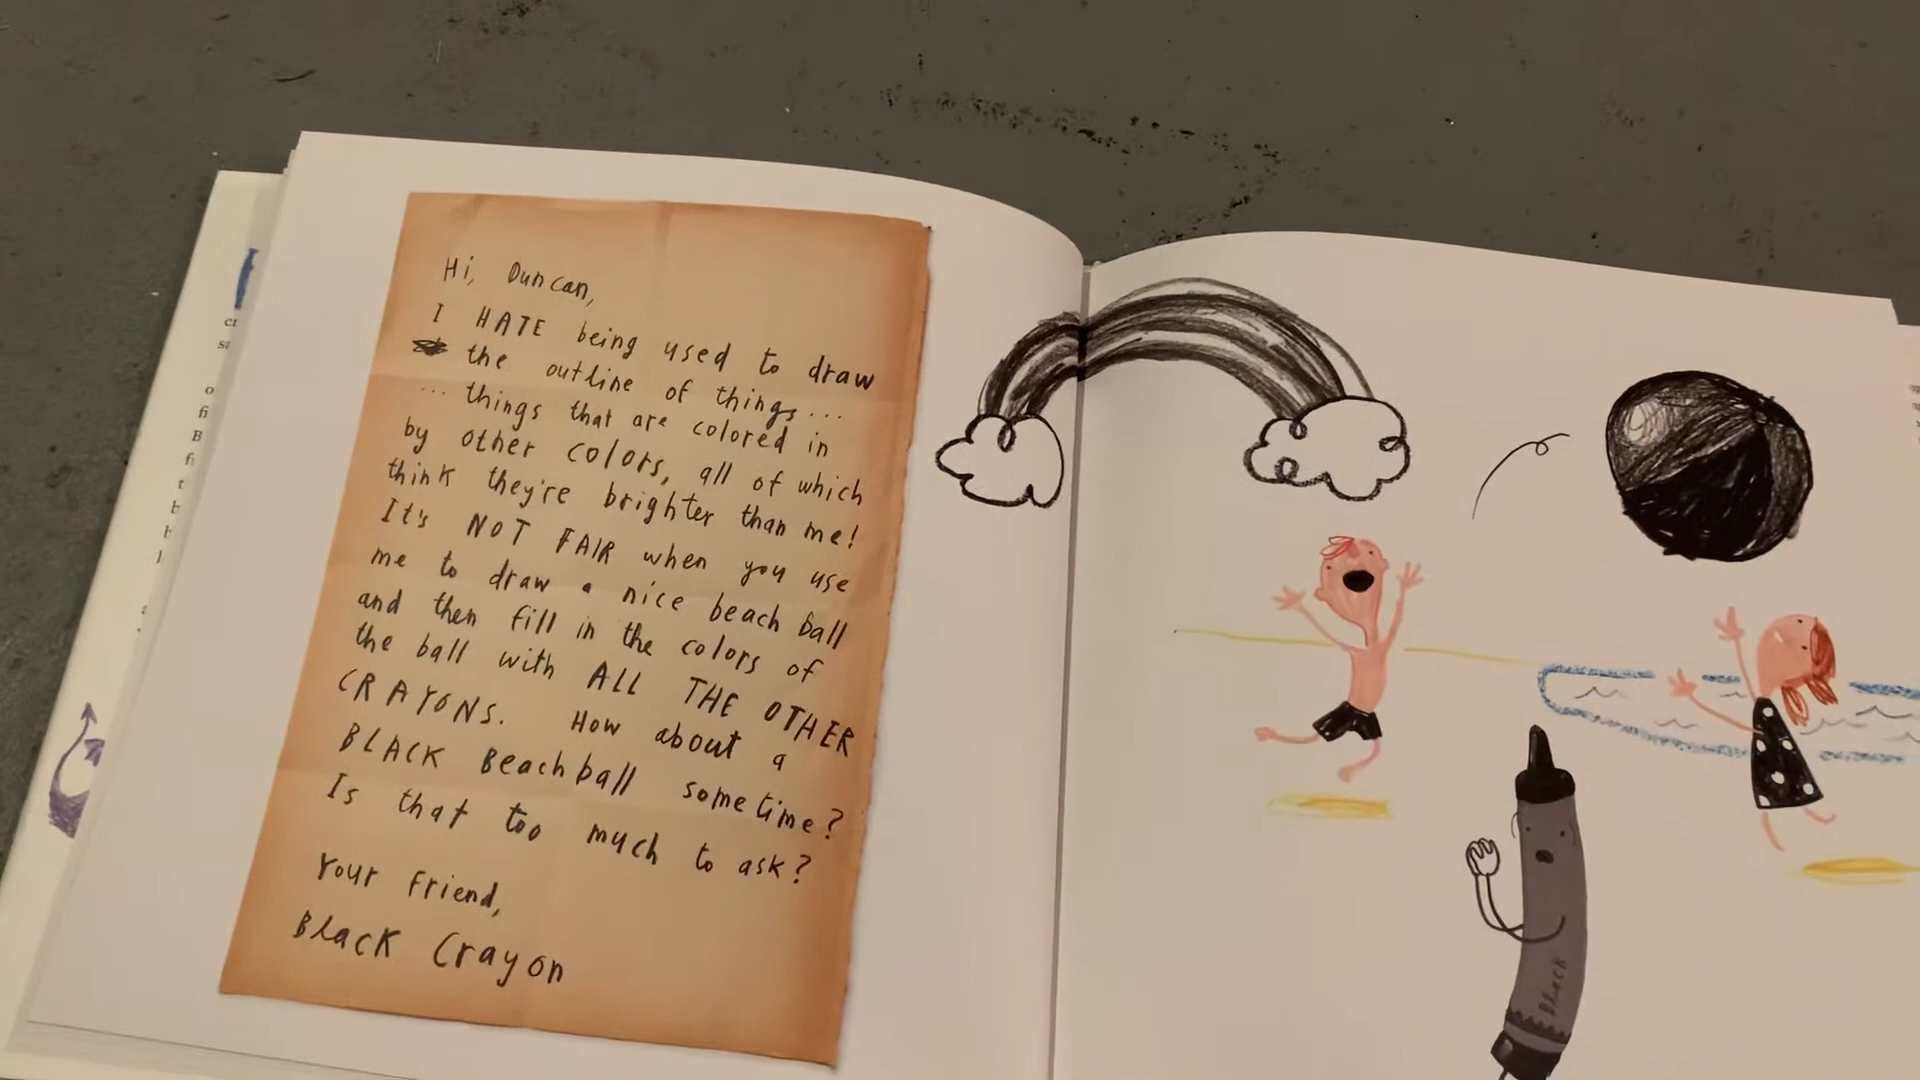 Hi, Duncan,
I HATE being used to draw
the outline of things...
... things that are colored in
by other colors, all of which
think they're brighter than me!
It's NOT FAIR when you use
me to draw a nice beach ball
and then fill in the colors of
the ball with ALL THE OTHER
CRAYONS. How about a
BLACK Beachball sometime?
Is that too much to ask?
Your friend,
Black Crayon
Black